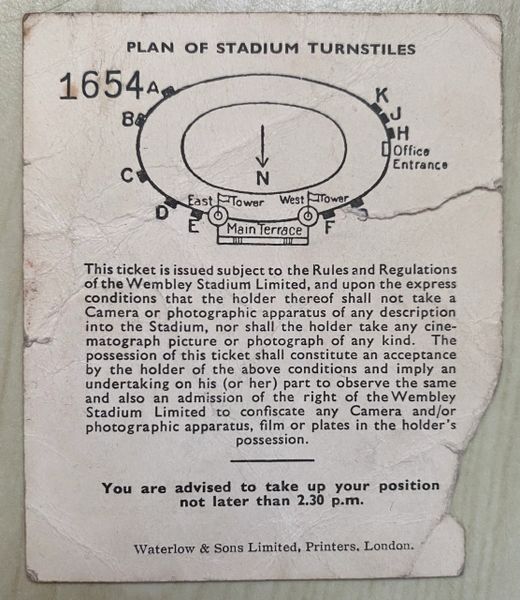 PLAN OF STADIUM TURNSTILES
1654
A
K
J
B
H
Office
Entrance
C
N
D
East Tower
West Tower
E
F
Main Terrace
This ticket is issued subject to the Rules and Regulations
of the Wembley Stadium Limited, and upon the express
conditions that the holder thereof shall not take a
Camera or photographic apparatus of any description
into the Stadium, nor shall the holder take any cine-
matograph picture or photograph of any kind. The
possession of this ticket shall constitute an acceptance
by the holder of the above conditions and imply an
undertaking on his (or her) part to observe the same
and also an admission of the right of the Wembley
Stadium Limited to confiscate any Camera and/or
photographic apparatus, film or plates in the holder's
possession.
You are advised to take up your position
not later than 2.30 p.m.
Waterlow & Sons Limited, Printers, London.